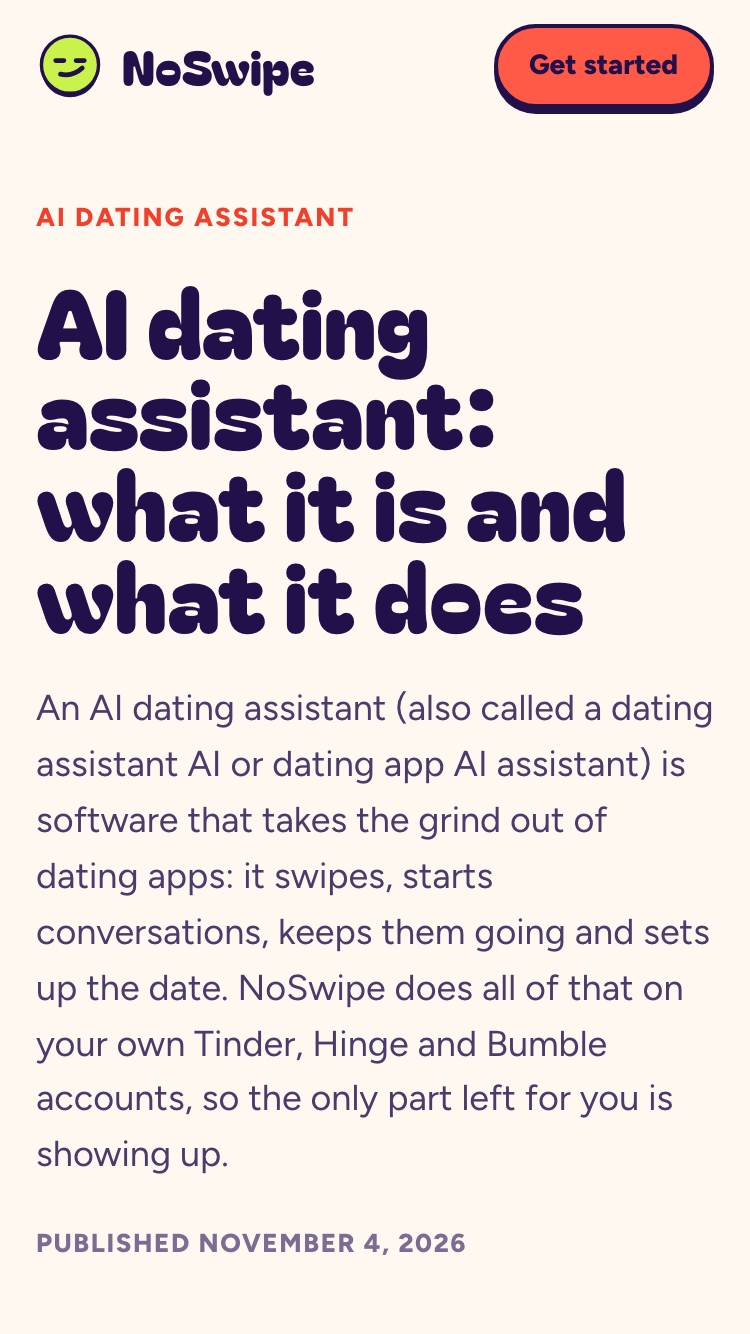 NoSwipe
Get started
AI DATING ASSISTANT
AI dating
assistant:
what it is and
what it does
An AI dating assistant (also called a dating
assistant AI or dating app AI assistant) is
software that takes the grind out of
dating apps: it swipes, starts
conversations, keeps them going and sets
up the date. NoSwipe does all of that on
your own Tinder, Hinge and Bumble
accounts, so the only part left for you is
showing up.
PUBLISHED NOVEMBER 4, 2026